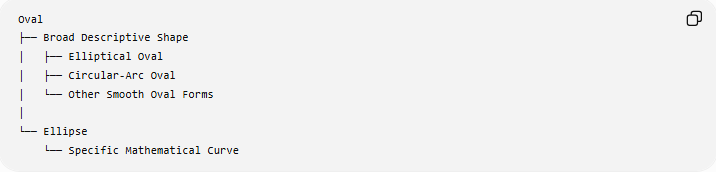 Oval
├── Broad Descriptive Shape
│   ├── Elliptical Oval
│   ├── Circular-Arc Oval
│   └── Other Smooth Oval Forms
│
└── Ellipse
    └── Specific Mathematical Curve